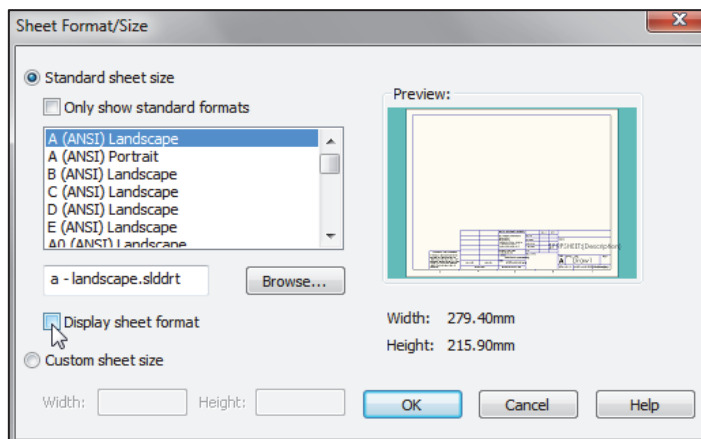 Sheet Format/Size
Standard sheet size
Only show standard formats
A (ANSI) Landscape
A (ANSI) Portrait
B (ANSI) Landscape
C (ANSI) Landscape
D (ANSI) Landscape
E (ANSI) Landscape
A0 (ANSI) Landscape
a - landscape.slddrt
Browse...
Display sheet format
Custom sheet size
Width:
Height:
Preview:
A
Draw1
Width: 279.40mm
Height: 215.90mm
OK
Cancel
Help